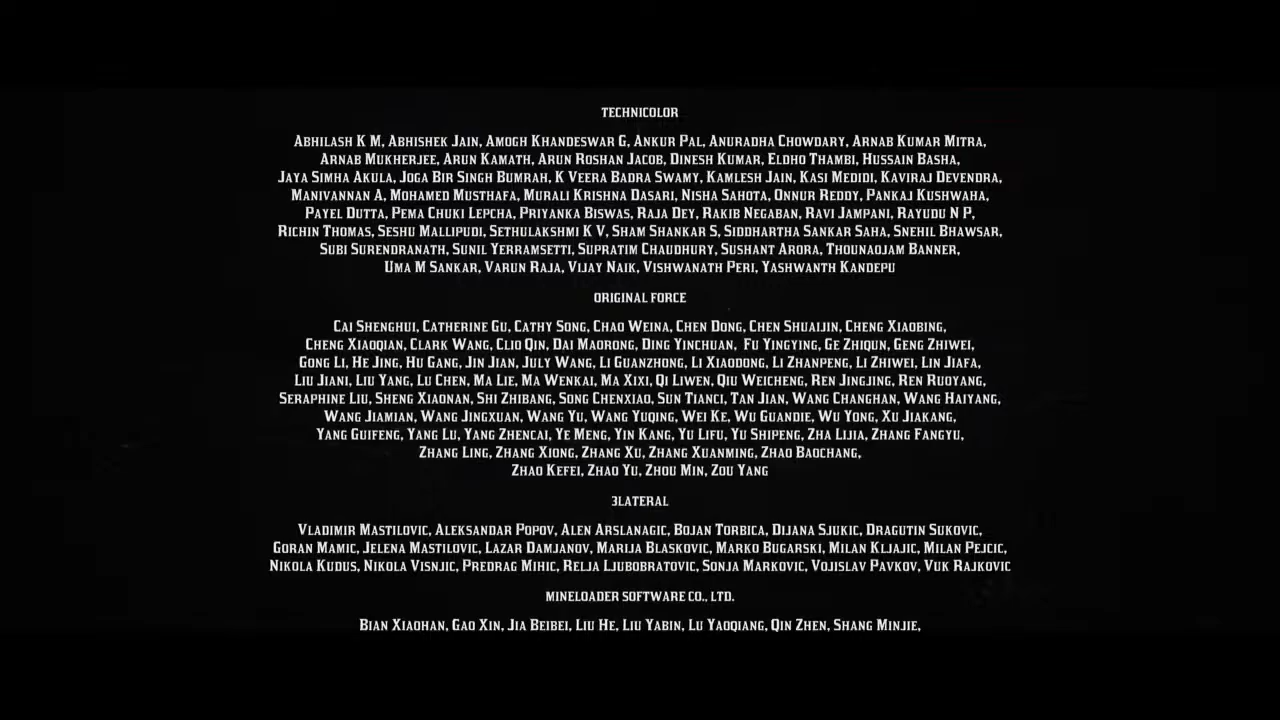 TECHNICOLOR
ABHILASH K M, ABHISHEK JAIN, AMOGH KHANDESWAR G, ANKUR PAL, ANURADHA CHOWDARY, ARNAB KUMAR MITRA,
ARNAB MUKHERJEE, ARUN KAMATH, ARUN ROSHAN JACOB, DINESH KUMAR, ELDHO THAMBI, HUSSAIN BASHA,
JAYA SIMHA AKULA, JOGA BIR SINGH BUMRAH, K VEERA BADRA SWAMY, KAMLESH JAIN, KASI MEDIDI, KAVIRAJ DEVENDRA,
MANIVANNAN A, MOHAMED MUSTHAFA, MURALI KRISHNA DASARI, NISHA SAHOTA, ONNUR REDDY, PANKAJ KUSHWAHA,
PAYEL DUTTA, PEMA CHUKI LEPCHA, PRIYANKA BISWAS, RAJA DEY, RAKIB NEGABAN, RAVI JAMPANI, RAYUDU N P,
RICHIN THOMAS, SESHU MALLIPUDI, SETHULAKSHMI K V, SHAM SHANKAR S, SIDDHARTHA SANKAR SAHA, SNEHIL BHAWSAR,
SUBI SURENDRANATH, SUNIL YERRAMSETTI, SUPRATIM CHAUDHURY, SUSHANT ARORA, THOUNAOJAM BANNER,
UMA M SANKAR, VARUN RAJA, VIJAY NAIK, VISHWANATH PERI, YASHWANTH KANDEPU
ORIGINAL FORCE
CAI SHENGHUI, CATHERINE GU, CATHY SONG, CHAO WEINA, CHEN DONG, CHEN SHUAIJIN, CHENG XIAOBING,
CHENG XIAOQIAN, CLARK WANG, CLIO QIN, DAI MAORONG, DING YINCHUAN, FU YINGYING, GE ZHIQUN, GENG ZHIWEI,
GONG LI, HE JING, HU GANG, JIN JIAN, JULY WANG, LI GUANZHONG, LI XIAODONG, LI ZHANPENG, LI ZHIWEI, LIN JIAFA,
LIU JIANI, LIU YANG, LU CHEN, MA LIE, MA WENKAI, MA XIXI, QI LIWEN, QIU WEICHENG, REN JINGJING, REN RUOYANG,
SERAPHINE LIU, SHENG XIAONAN, SHI ZHIBANG, SONG CHENXIAO, SUN TIANCI, TAN JIAN, WANG CHANGHAN, WANG HAIYANG,
WANG JIAMIAN, WANG JINGXUAN, WANG YU, WANG YUQING, WEI KE, WU GUANDIE, WU YONG, XU JIAKANG,
YANG GUIFENG, YANG LU, YANG ZHENCAI, YE MENG, YIN KANG, YU LIFU, YU SHIPENG, ZHA LIJIA, ZHANG FANGYU,
ZHANG LING, ZHANG XIONG, ZHANG XU, ZHANG XUANMING, ZHAO BAOCHANG,
ZHAO KEFEI, ZHAO YU, ZHOU MIN, ZOU YANG
3LATERAL
VLADIMIR MASTILOVIC, ALEKSANDAR POPOV, ALEN ARSLANAGIC, BOJAN TORBICA, DIJANA SJUKIC, DRAGUTIN SUKOVIC,
GORAN MAMIC, JELENA MASTILOVIC, LAZAR DAMJANOV, MARIJA BLASKOVIC, MARKO BUGARSKI, MILAN KLJAJIC, MILAN PEJCIC,
NIKOLA KUDUS, NIKOLA VISNJIC, PREDRAG MIHIC, RELJA LJUBOBRATOVIC, SONJA MARKOVIC, VOJISLAV PAVKOV, VUK RAJKOVIC
MINELOADER SOFTWARE CO., LTD.
BIAN XIAOHAN, GAO XIN, JIA BEIBEI, LIU HE, LIU YABIN, LU YAOQIANG, QIN ZHEN, SHANG MINJIE,